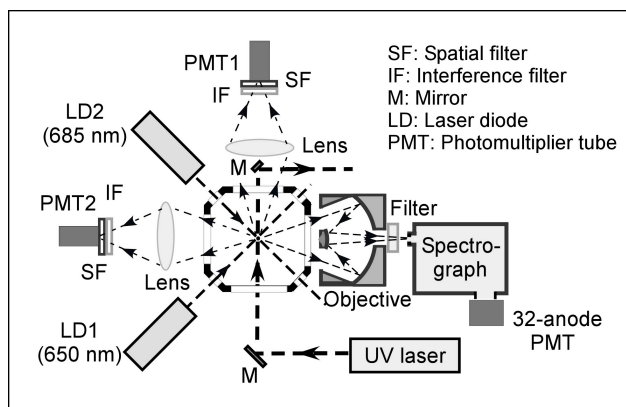 PMT1
SF
IF
SF: Spatial filter
IF: Interference filter
M: Mirror
LD: Laser diode
PMT: Photomultiplier tube
LD2
(685 nm)
Lens
M
PMT2
IF
SF
Lens
Filter
Spectro-
graph
Objective
LD1
(650 nm)
32-anode
PMT
M
UV laser